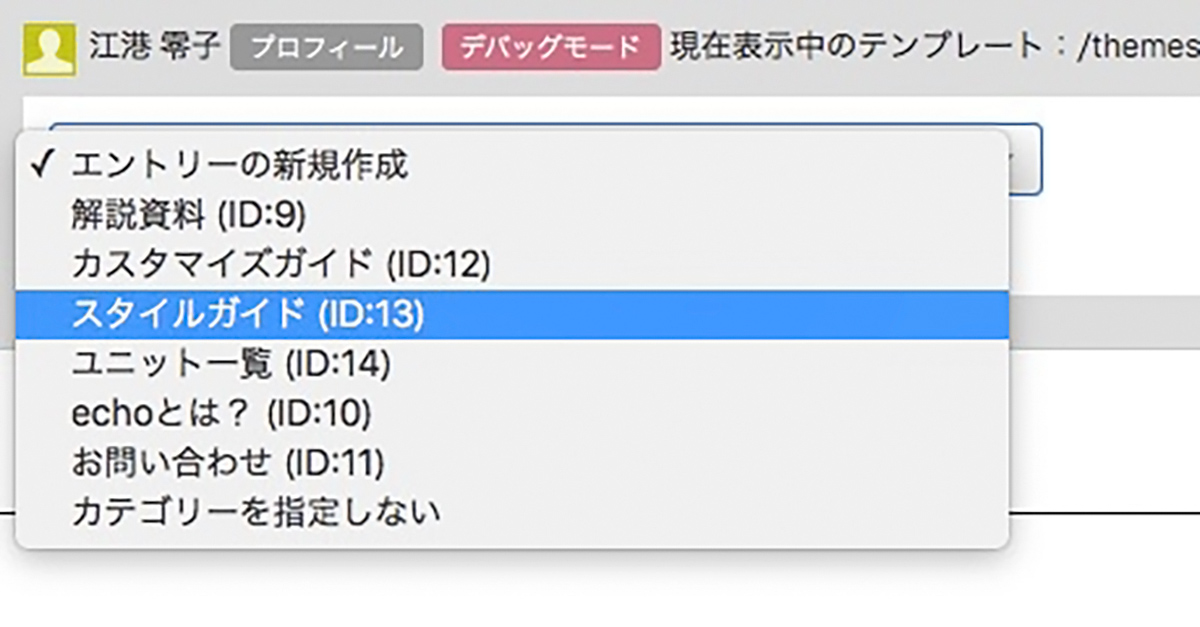 江港 零子 プロフィール デバッグモード 現在表示中のテンプレート：/themes
✓ エントリーの新規作成
解説資料 (ID:9)
カスタマイズガイド (ID:12)
スタイルガイド (ID:13)
ユニット一覧 (ID:14)
echoとは？ (ID:10)
お問い合わせ (ID:11)
カテゴリーを指定しない